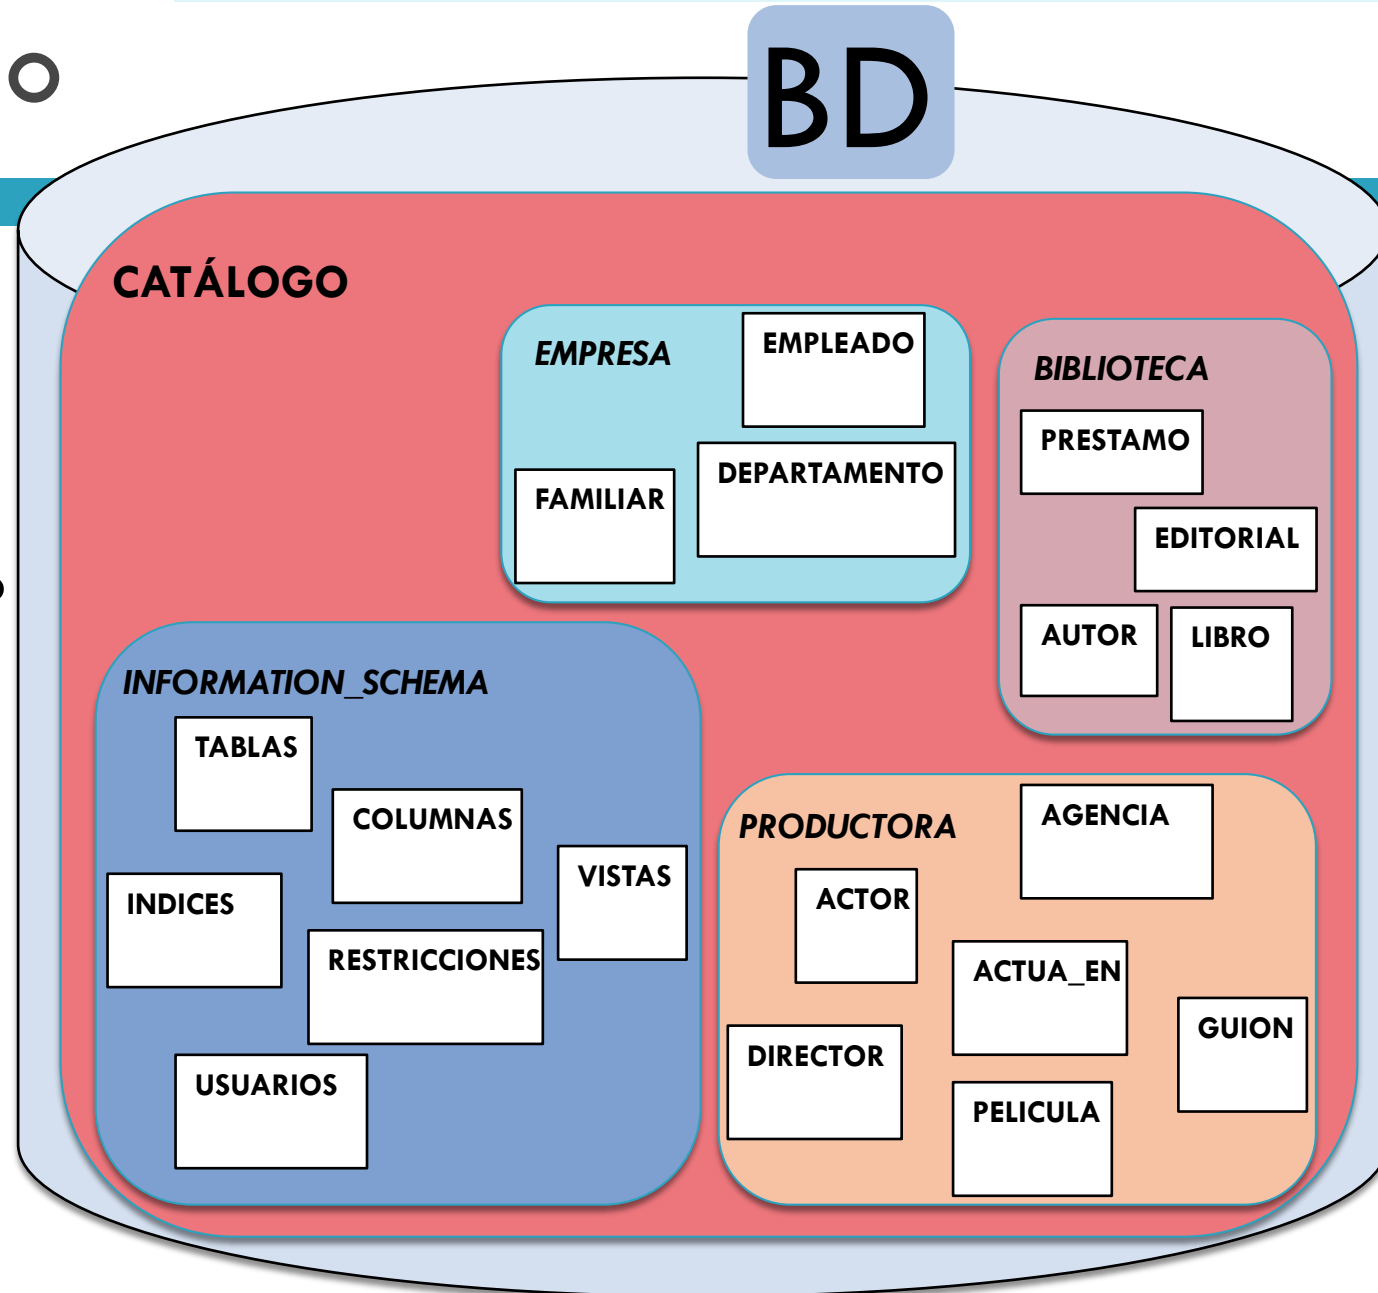 BD
CATÁLOGO
EMPRESA
EMPLEADO
FAMILIAR
DEPARTAMENTO
BIBLIOTECA
PRESTAMO
EDITORIAL
AUTOR
LIBRO
INFORMATION_SCHEMA
TABLAS
COLUMNAS
VISTAS
INDICES
RESTRICCIONES
USUARIOS
PRODUCTORA
AGENCIA
ACTOR
ACTUA_EN
GUION
DIRECTOR
PELICULA